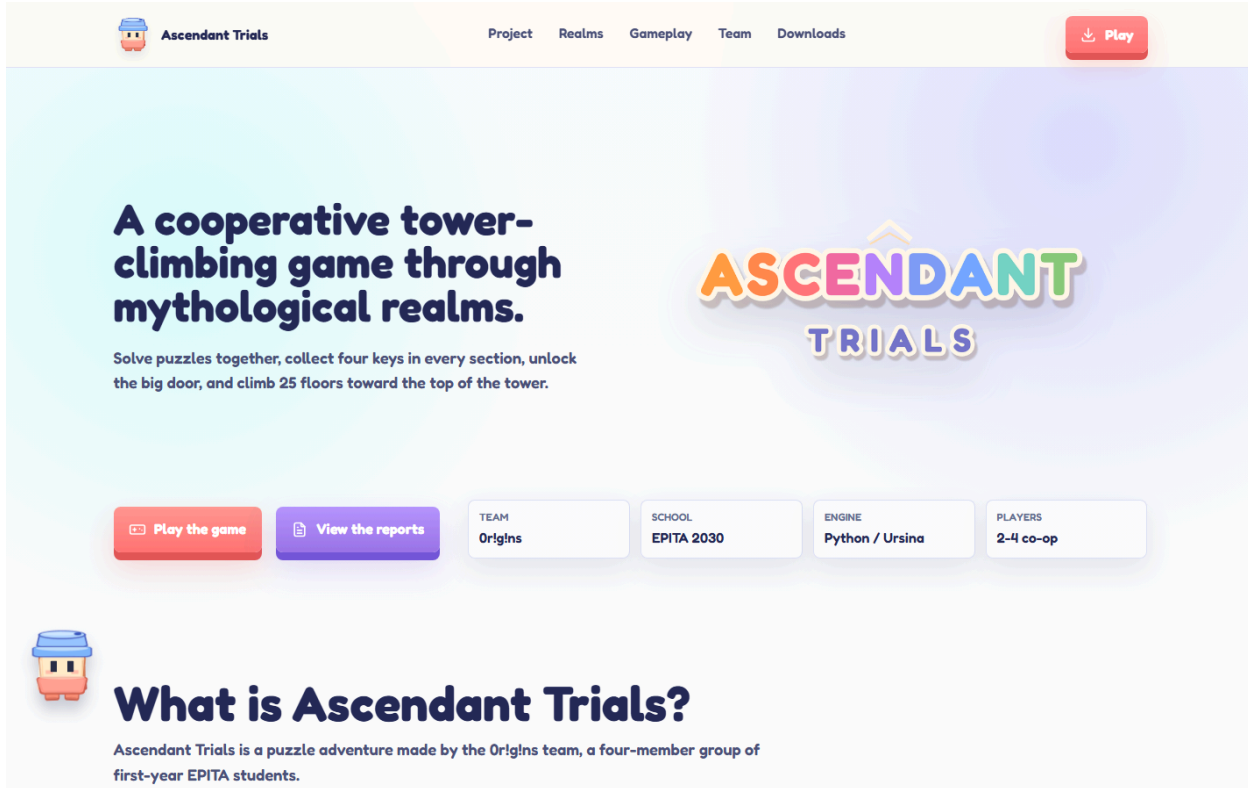 Ascendant Trials
Project
Realms
Gameplay
Team
Downloads
Play
A cooperative tower-
climbing game through
mythological realms.
Solve puzzles together, collect four keys in every section, unlock
the big door, and climb 25 floors toward the top of the tower.
ASCENDANT
TRIALS
Play the game
View the reports
TEAM
0r!g!ns
SCHOOL
EPITA 2030
ENGINE
Python / Ursina
PLAYERS
2-4 co-op
What is Ascendant Trials?
Ascendant Trials is a puzzle adventure made by the 0r!g!ns team, a four-member group of
first-year EPITA students.